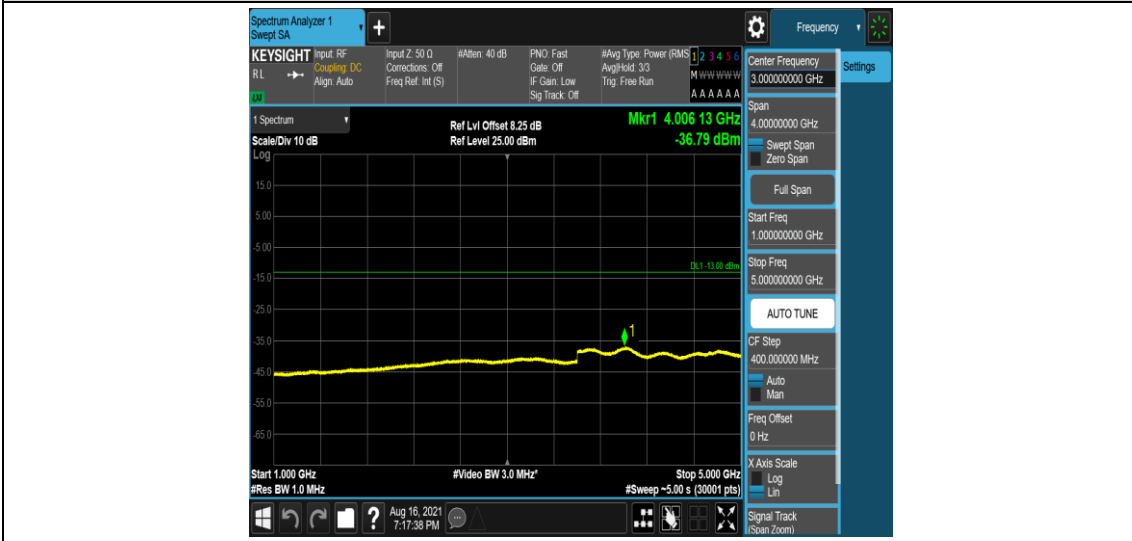 Spectrum Analyzer 1
Swept SA
+
Frequency
KEYSIGHT
RL
Input: RF
Coupling: DC
Align: Auto
Input Z: 50 Ω
Corrections: Off
Freq Ref: Int (S)
#Atten: 40 dB
PNO: Fast
Gate: Off
IF Gain: Low
Sig Track: Off
#Avg Type: Power (RMS
Avg|Hold: 3/3
Trig: Free Run
1 2 3 4 5 6
M W W W W W
A A A A A A
1 Spectrum
Scale/Div 10 dB
Log
Ref Lvl Offset 8.25 dB
Ref Level 25.00 dBm
Mkr1 4.006 13 GHz
-36.79 dBm
15.0
5.00
-5.00
DL1 -13.00 dBm
-15.0
-25.0
1
-35.0
-45.0
-55.0
-65.0
Start 1.000 GHz
#Res BW 1.0 MHz
#Video BW 3.0 MHz*
Stop 5.000 GHz
#Sweep ~5.00 s (30001 pts)
?
Aug 16, 2021
7:17:38 PM
Center Frequency
3.000000000 GHz
Settings
Span
4.00000000 GHz
Swept Span
Zero Span
Full Span
Start Freq
1.000000000 GHz
Stop Freq
5.000000000 GHz
AUTO TUNE
CF Step
400.000000 MHz
Auto
Man
Freq Offset
0 Hz
X Axis Scale
Log
Lin
Signal Track
(Span Zoom)